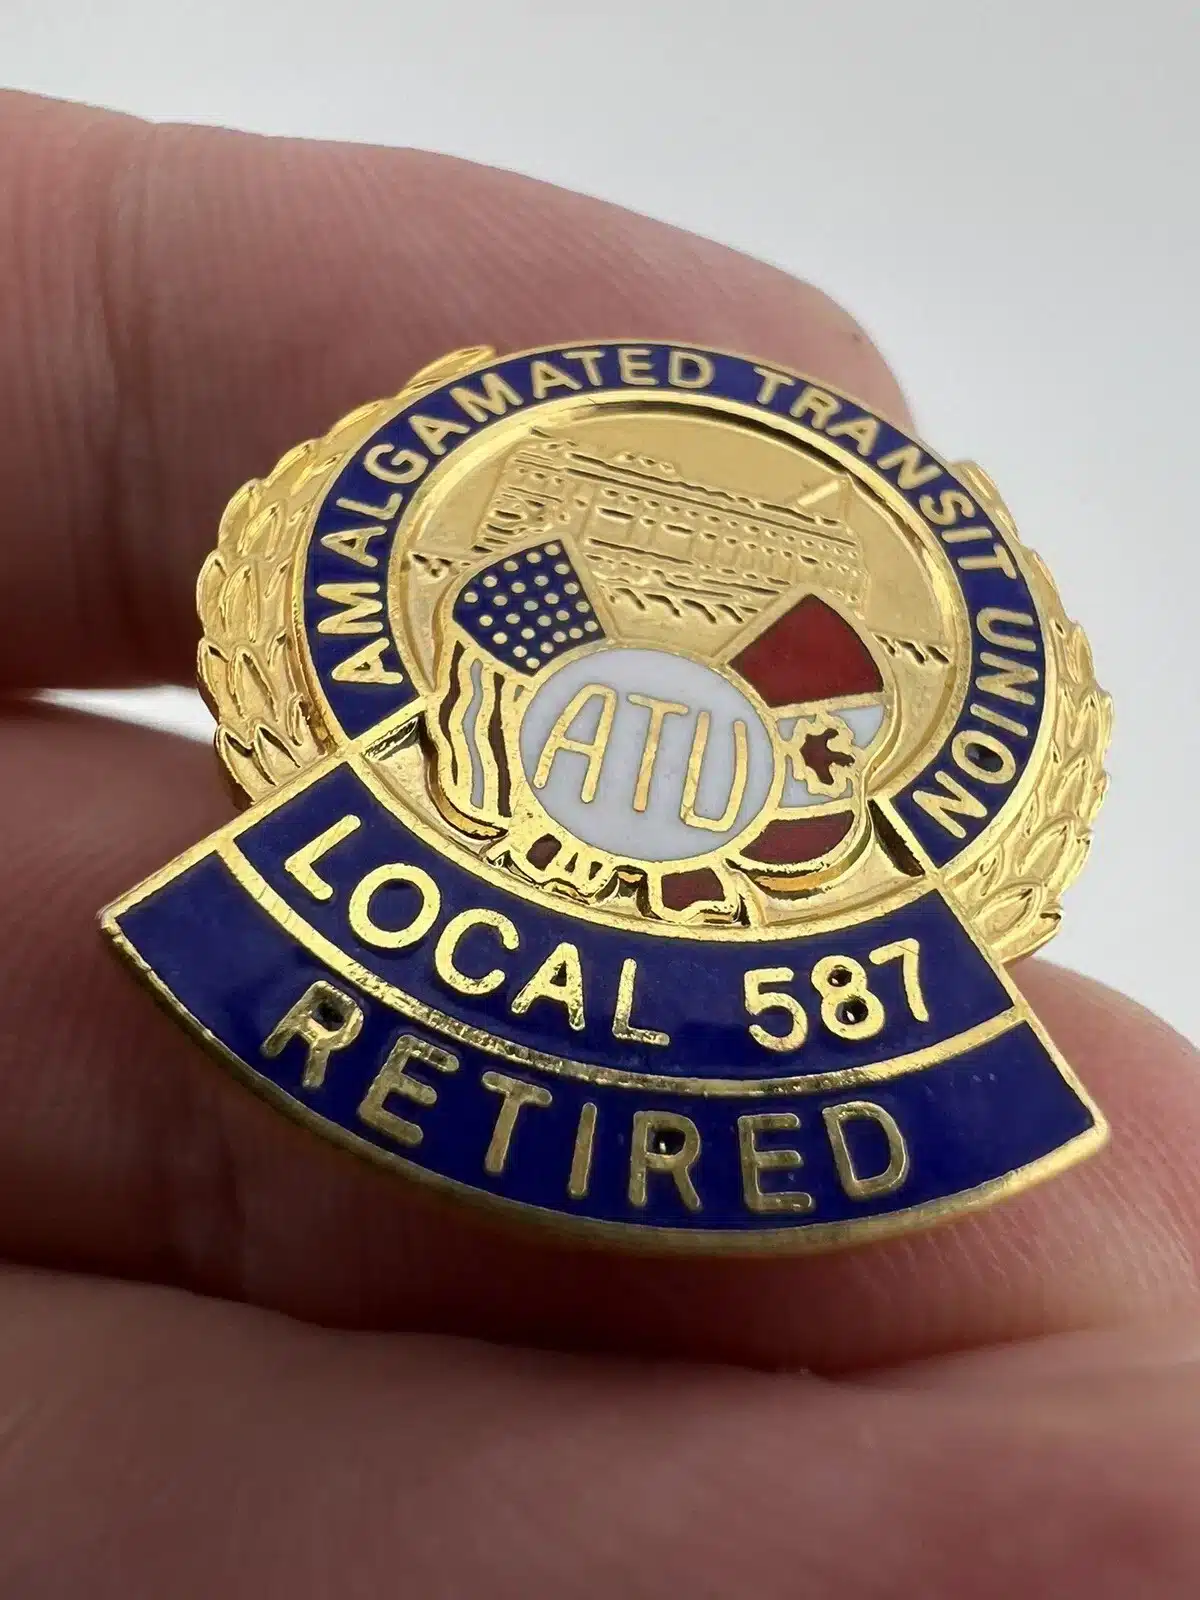 AMALGAMATED TRANSIT UNION
ATU
LOCAL 587
RETIRED